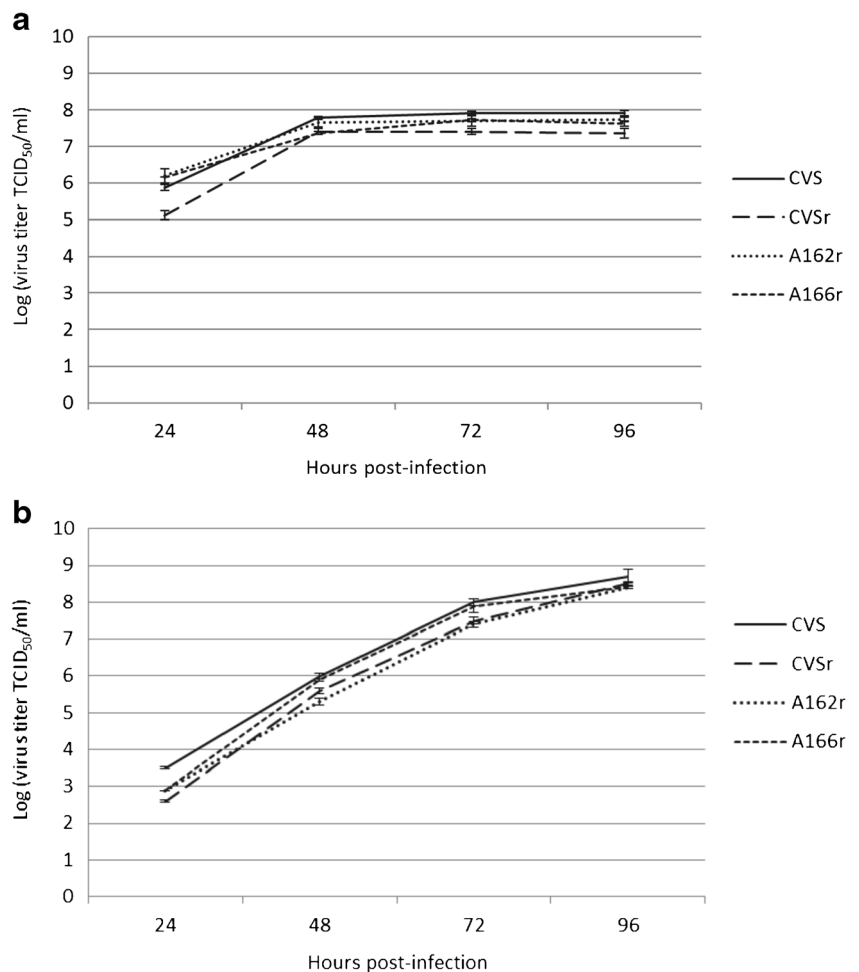 a
10
9
8
7
6
5
4
3
2
1
0
Log (virus titer TCID50/ml)
24 48 72 96
Hours post-infection
CVS
CVSr
A162r
A166r
b
10
9
8
7
6
5
4
3
2
1
0
Log (virus titer TCID50/ml)
24 48 72 96
Hours post-infection
CVS
CVSr
A162r
A166r